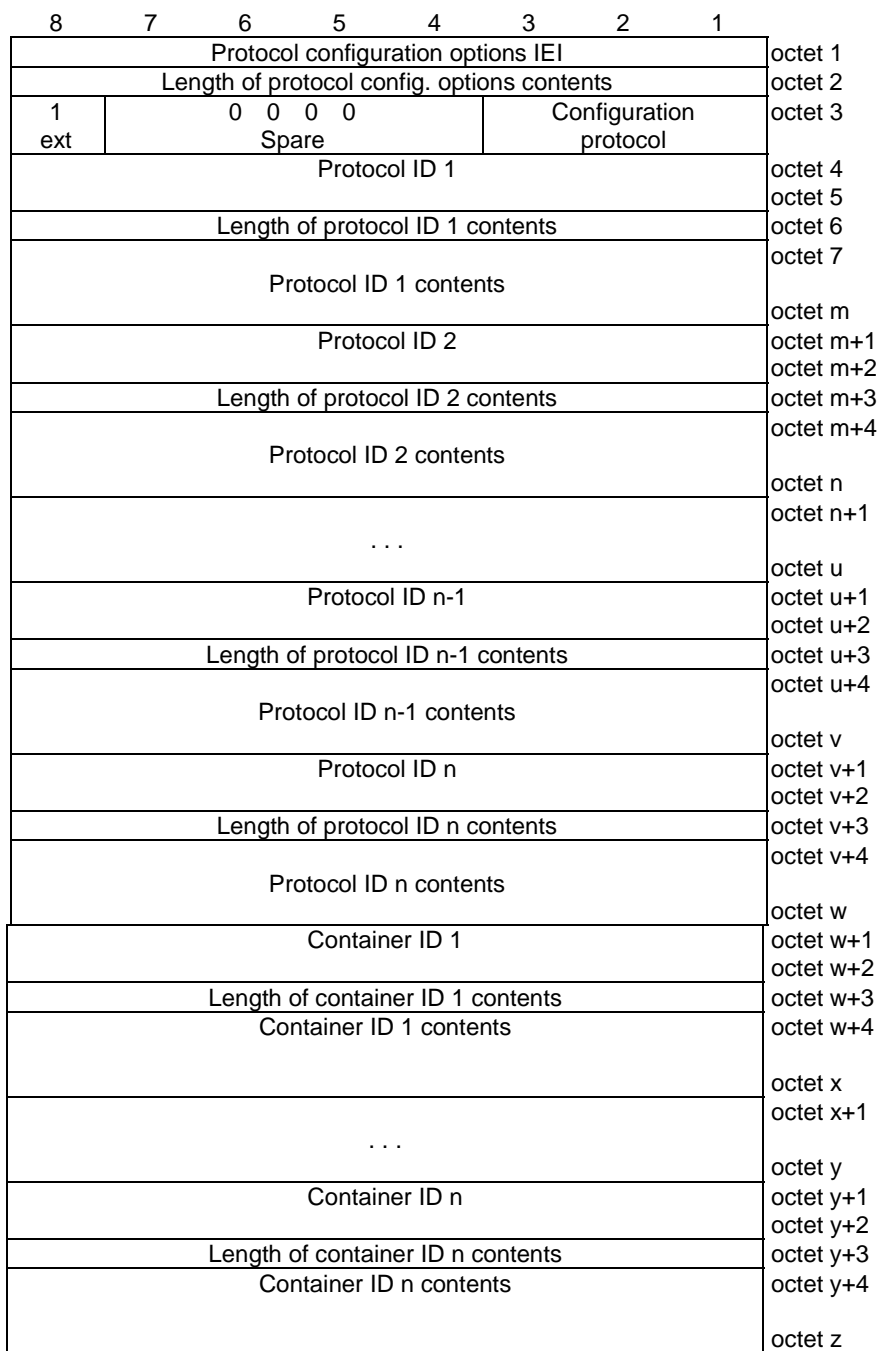 8 7 6 5 4 3 2 1
Protocol configuration options IEI octet 1
Length of protocol config. options contents octet 2
1 0 0 0 0 Configuration octet 3
ext Spare protocol
Protocol ID 1 octet 4
octet 5
Length of protocol ID 1 contents octet 6
octet 7
Protocol ID 1 contents
octet m
Protocol ID 2 octet m+1
octet m+2
Length of protocol ID 2 contents octet m+3
octet m+4
Protocol ID 2 contents
octet n
octet n+1
. . .
octet u
Protocol ID n-1 octet u+1
octet u+2
Length of protocol ID n-1 contents octet u+3
octet u+4
Protocol ID n-1 contents
octet v
Protocol ID n octet v+1
octet v+2
Length of protocol ID n contents octet v+3
octet v+4
Protocol ID n contents
octet w
Container ID 1 octet w+1
octet w+2
Length of container ID 1 contents octet w+3
Container ID 1 contents octet w+4
octet x
octet x+1
. . .
octet y
Container ID n octet y+1
octet y+2
Length of container ID n contents octet y+3
Container ID n contents octet y+4
octet z